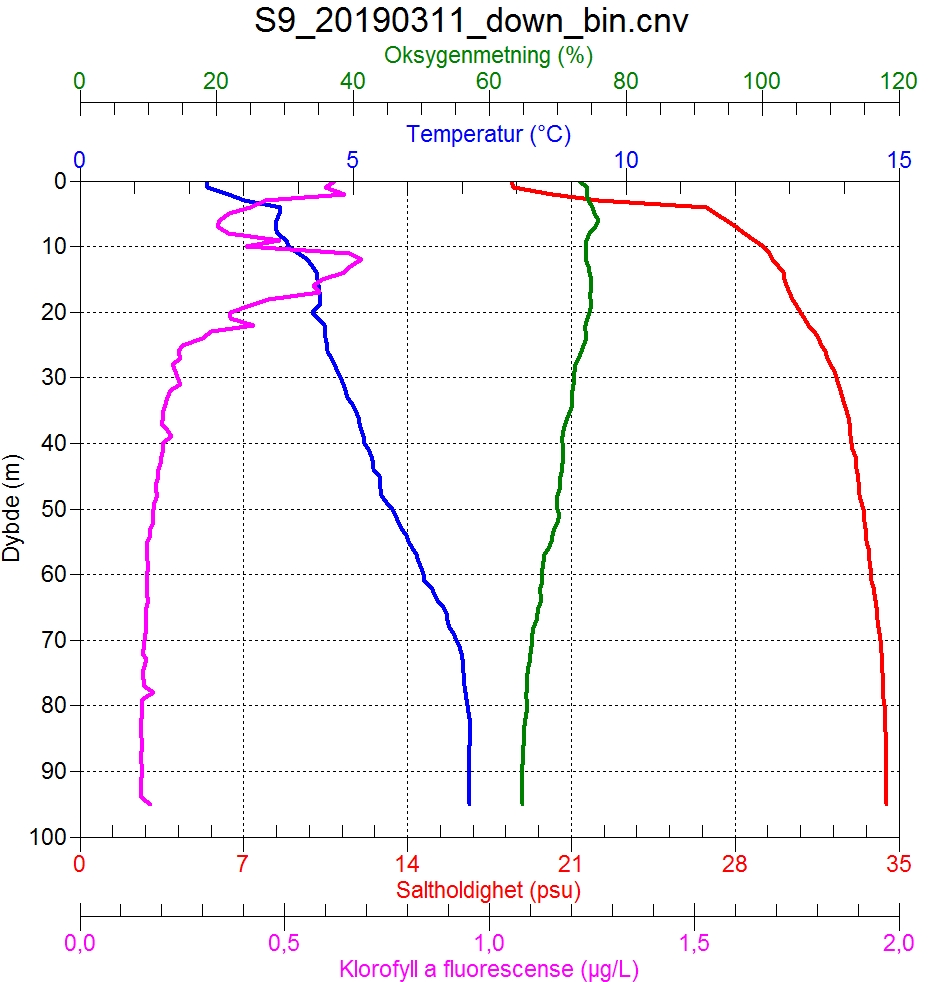 S9_20190311_down_bin.cnv
Oksygenmetning (%)
0 20 40 60 80 100 120
Temperatur (°C)
0 5 10 15
0
10
20
30
40
50
60
70
80
90
100
Dybde (m)
0 7 14 21 28 35
Saltholdighet (psu)
0,0 0,5 1,0 1,5 2,0
Klorofyll a fluorescense (µg/L)